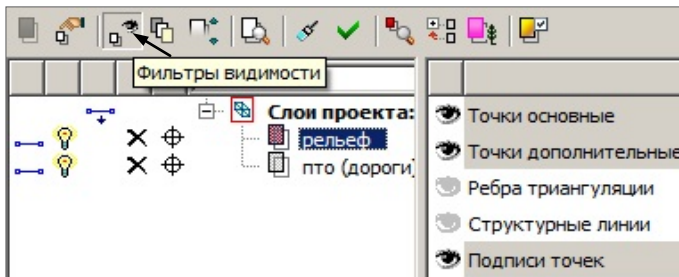 Фильтры видимости
Слои проекта:
рельеф
пто (дороги)
Точки основные
Точки дополнительные
Ребра триангуляции
Структурные линии
Подписи точек